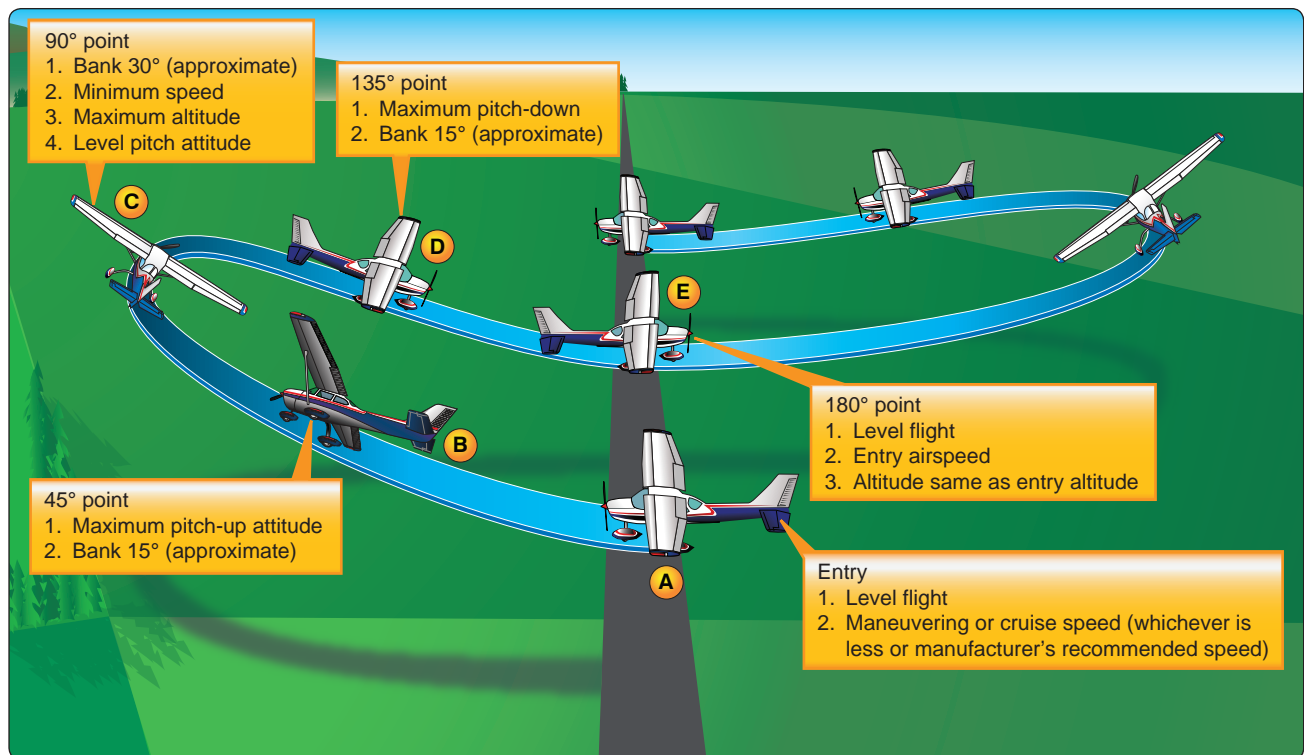 90° point
1. Bank 30° (approximate)
2. Minimum speed
3. Maximum altitude
4. Level pitch attitude
135° point
1. Maximum pitch-down
2. Bank 15° (approximate)
C
D
E
180° point
1. Level flight
2. Entry airspeed
3. Altitude same as entry altitude
B
45° point
1. Maximum pitch-up attitude
2. Bank 15° (approximate)
A
Entry
1. Level flight
2. Maneuvering or cruise speed (whichever is
less or manufacturer’s recommended speed)